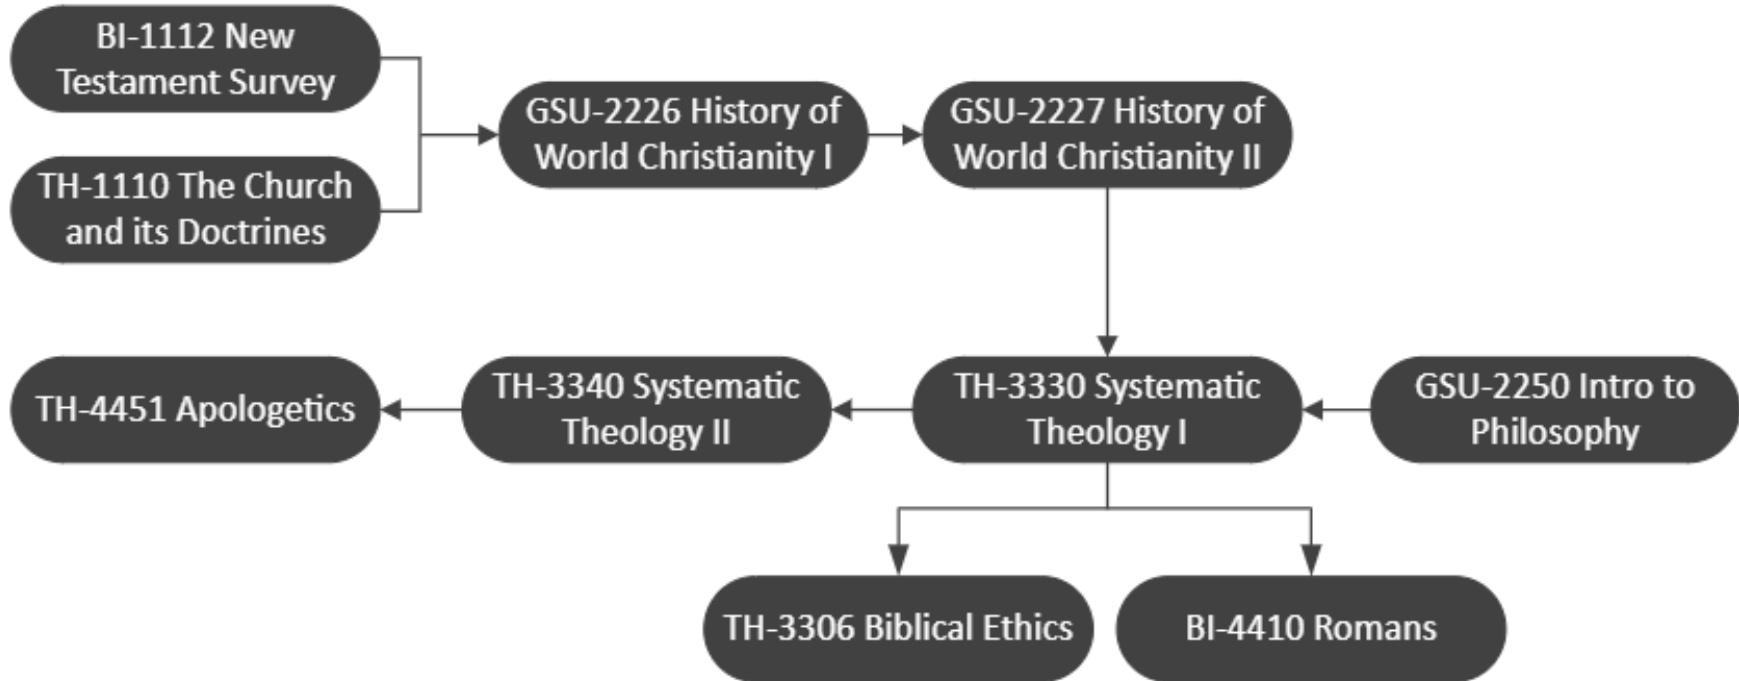 BI-1112 New
Testament Survey
TH-1110 The Church
and its Doctrines
GSU-2226 History of
World Christianity I
GSU-2227 History of
World Christianity II
TH-4451 Apologetics
TH-3340 Systematic
Theology II
TH-3330 Systematic
Theology I
GSU-2250 Intro to
Philosophy
TH-3306 Biblical Ethics
BI-4410 Romans